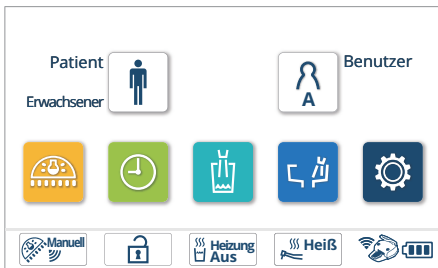 Patient
Erwachsener
Benutzer
A
Manuell
Heizung
Aus
Heiß